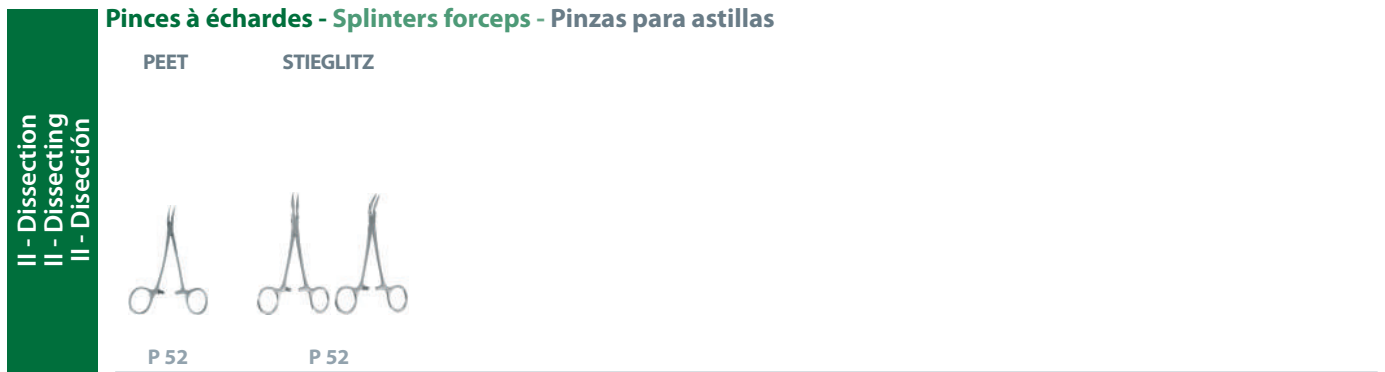 Pinces à échardes - Splinters forceps - Pinzas para astillas
PEET STIEGLITZ
II - Dissection
II - Dissecting
II - Disección
P 52 P 52